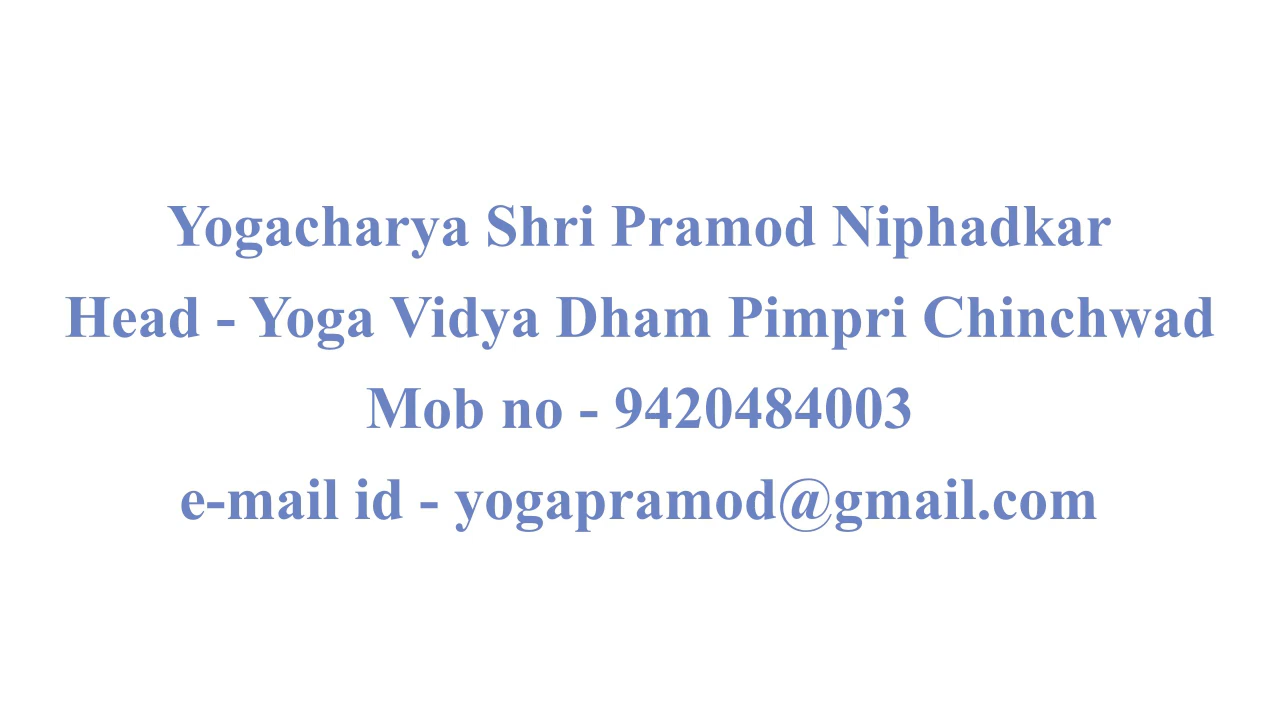 Yogacharya Shri Pramod Niphadkar
Head - Yoga Vidya Dham Pimpri Chinchwad
Mob no - 9420484003
e-mail id - yogapramod@gmail.com